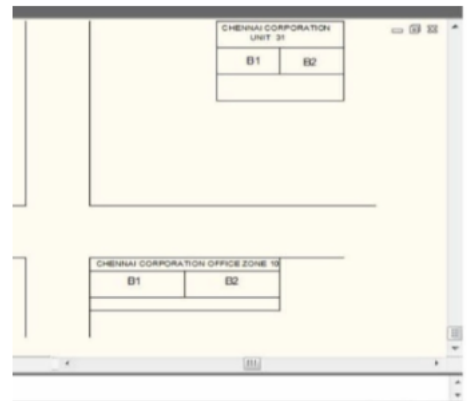 CHENNAI CORPORATION
UNIT 31
B1 B2
CHENNAI CORPORATION OFFICE ZONE 10
B1 B2